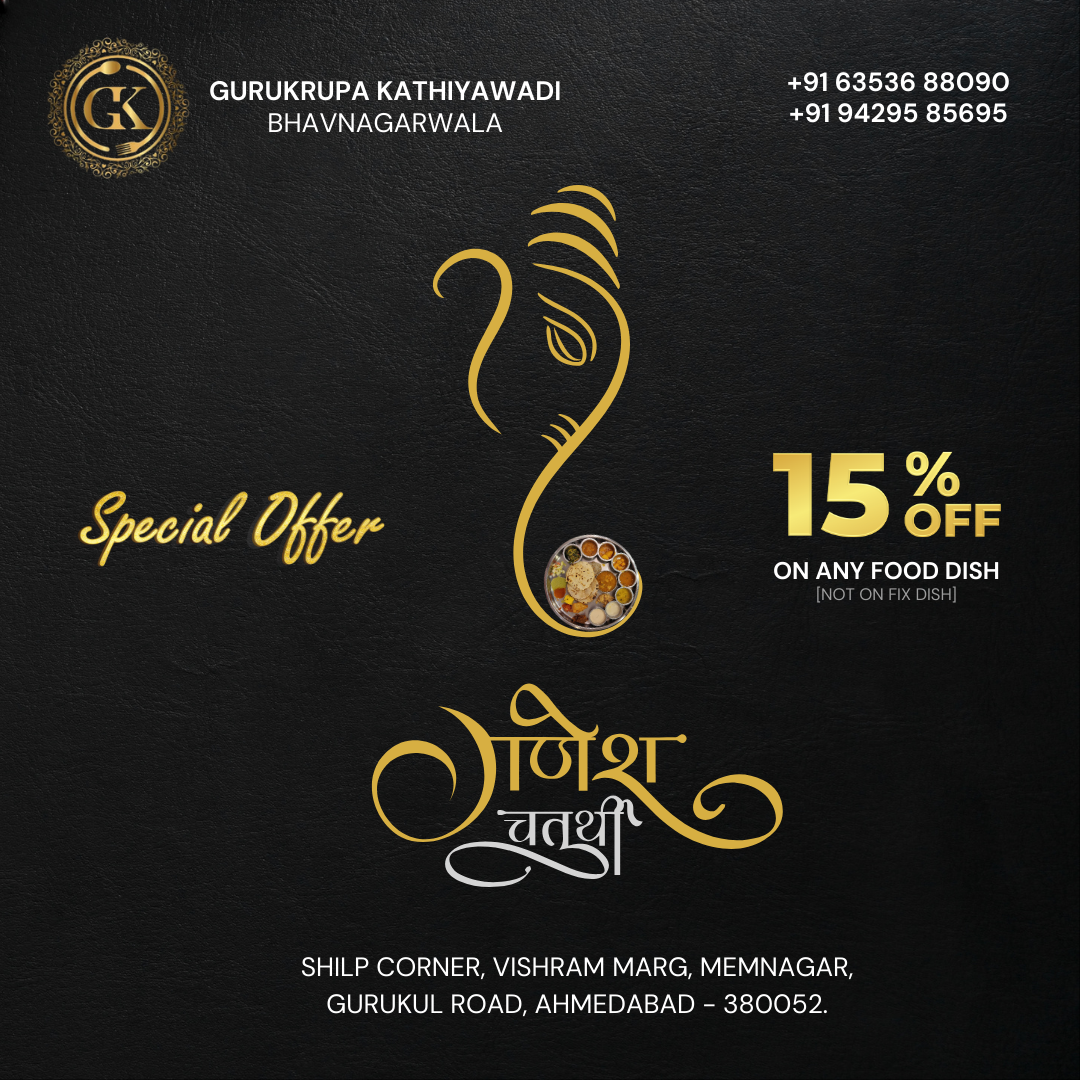 GK
GURUKRUPA KATHIYAWADI
BHAVNAGARWALA
+91 63536 88090
+91 94295 85695
Special Offer
15% OFF
ON ANY FOOD DISH
[NOT ON FIX DISH]
गणेश
चतुर्थी
SHILP CORNER, VISHRAM MARG, MEMNAGAR,
GURUKUL ROAD, AHMEDABAD - 380052.